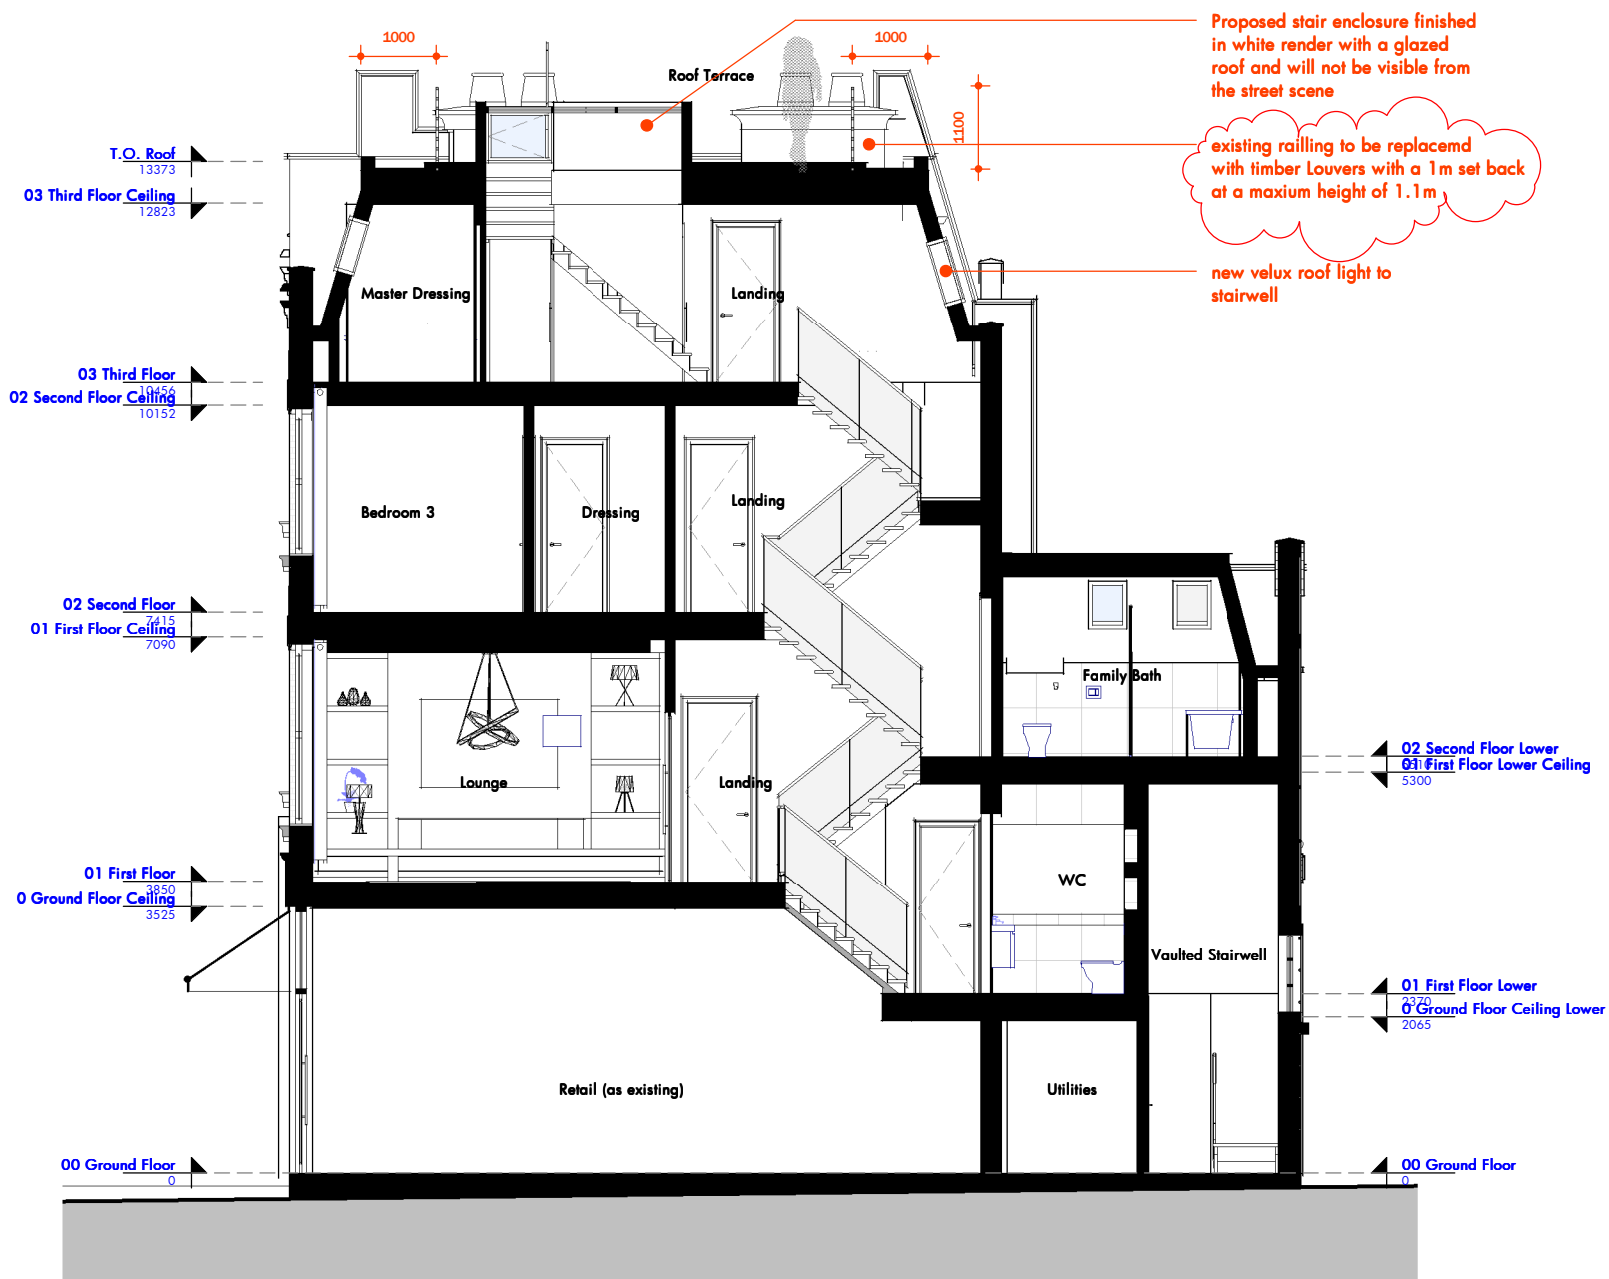 Proposed stair enclosure finished
in white render with a glazed
roof and will not be visible from
the street scene
1000
1000
Roof Terrace
1100
existing railling to be replacemd
with timber Louvers with a 1m set back
at a maxium height of 1.1m
T.O. Roof
13373
03 Third Floor Ceiling
12823
new velux roof light to
stairwell
Master Dressing
Landing
03 Third Floor
10456
02 Second Floor Ceiling
10152
Bedroom 3
Dressing
Landing
02 Second Floor
7415
01 First Floor Ceiling
7090
Family Bath
Lounge
Landing
02 Second Floor Lower
01 First Floor Lower Ceiling
5300
01 First Floor
3850
0 Ground Floor Ceiling
3525
WC
Vaulted Stairwell
01 First Floor Lower
2370
0 Ground Floor Ceiling Lower
2065
Retail (as existing)
Utilities
00 Ground Floor
0
00 Ground Floor
0